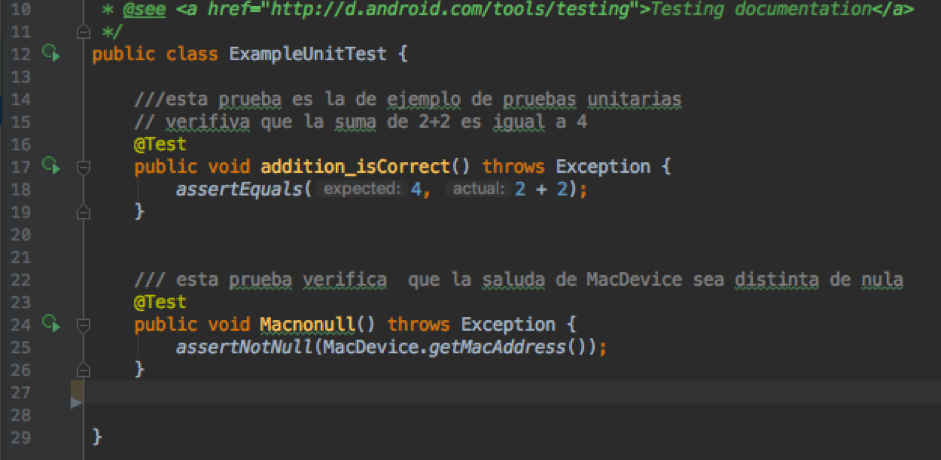 10 * @see <a href="http://d.android.com/tools/testing">Testing documentation</a>
11 */
12 public class ExampleUnitTest {
13
14 ///esta prueba es la de ejemplo de pruebas unitarias
15 // verifiva que la suma de 2+2 es igual a 4
16 @Test
17 public void addition_isCorrect() throws Exception {
18 assertEquals( expected: 4, actual: 2 + 2);
19 }
20
21
22 /// esta prueba verifica  que la saluda de MacDevice sea distinta de nula
23 @Test
24 public void Macnonull() throws Exception {
25 assertNotNull(MacDevice.getMacAddress());
26 }
27
28
29 }